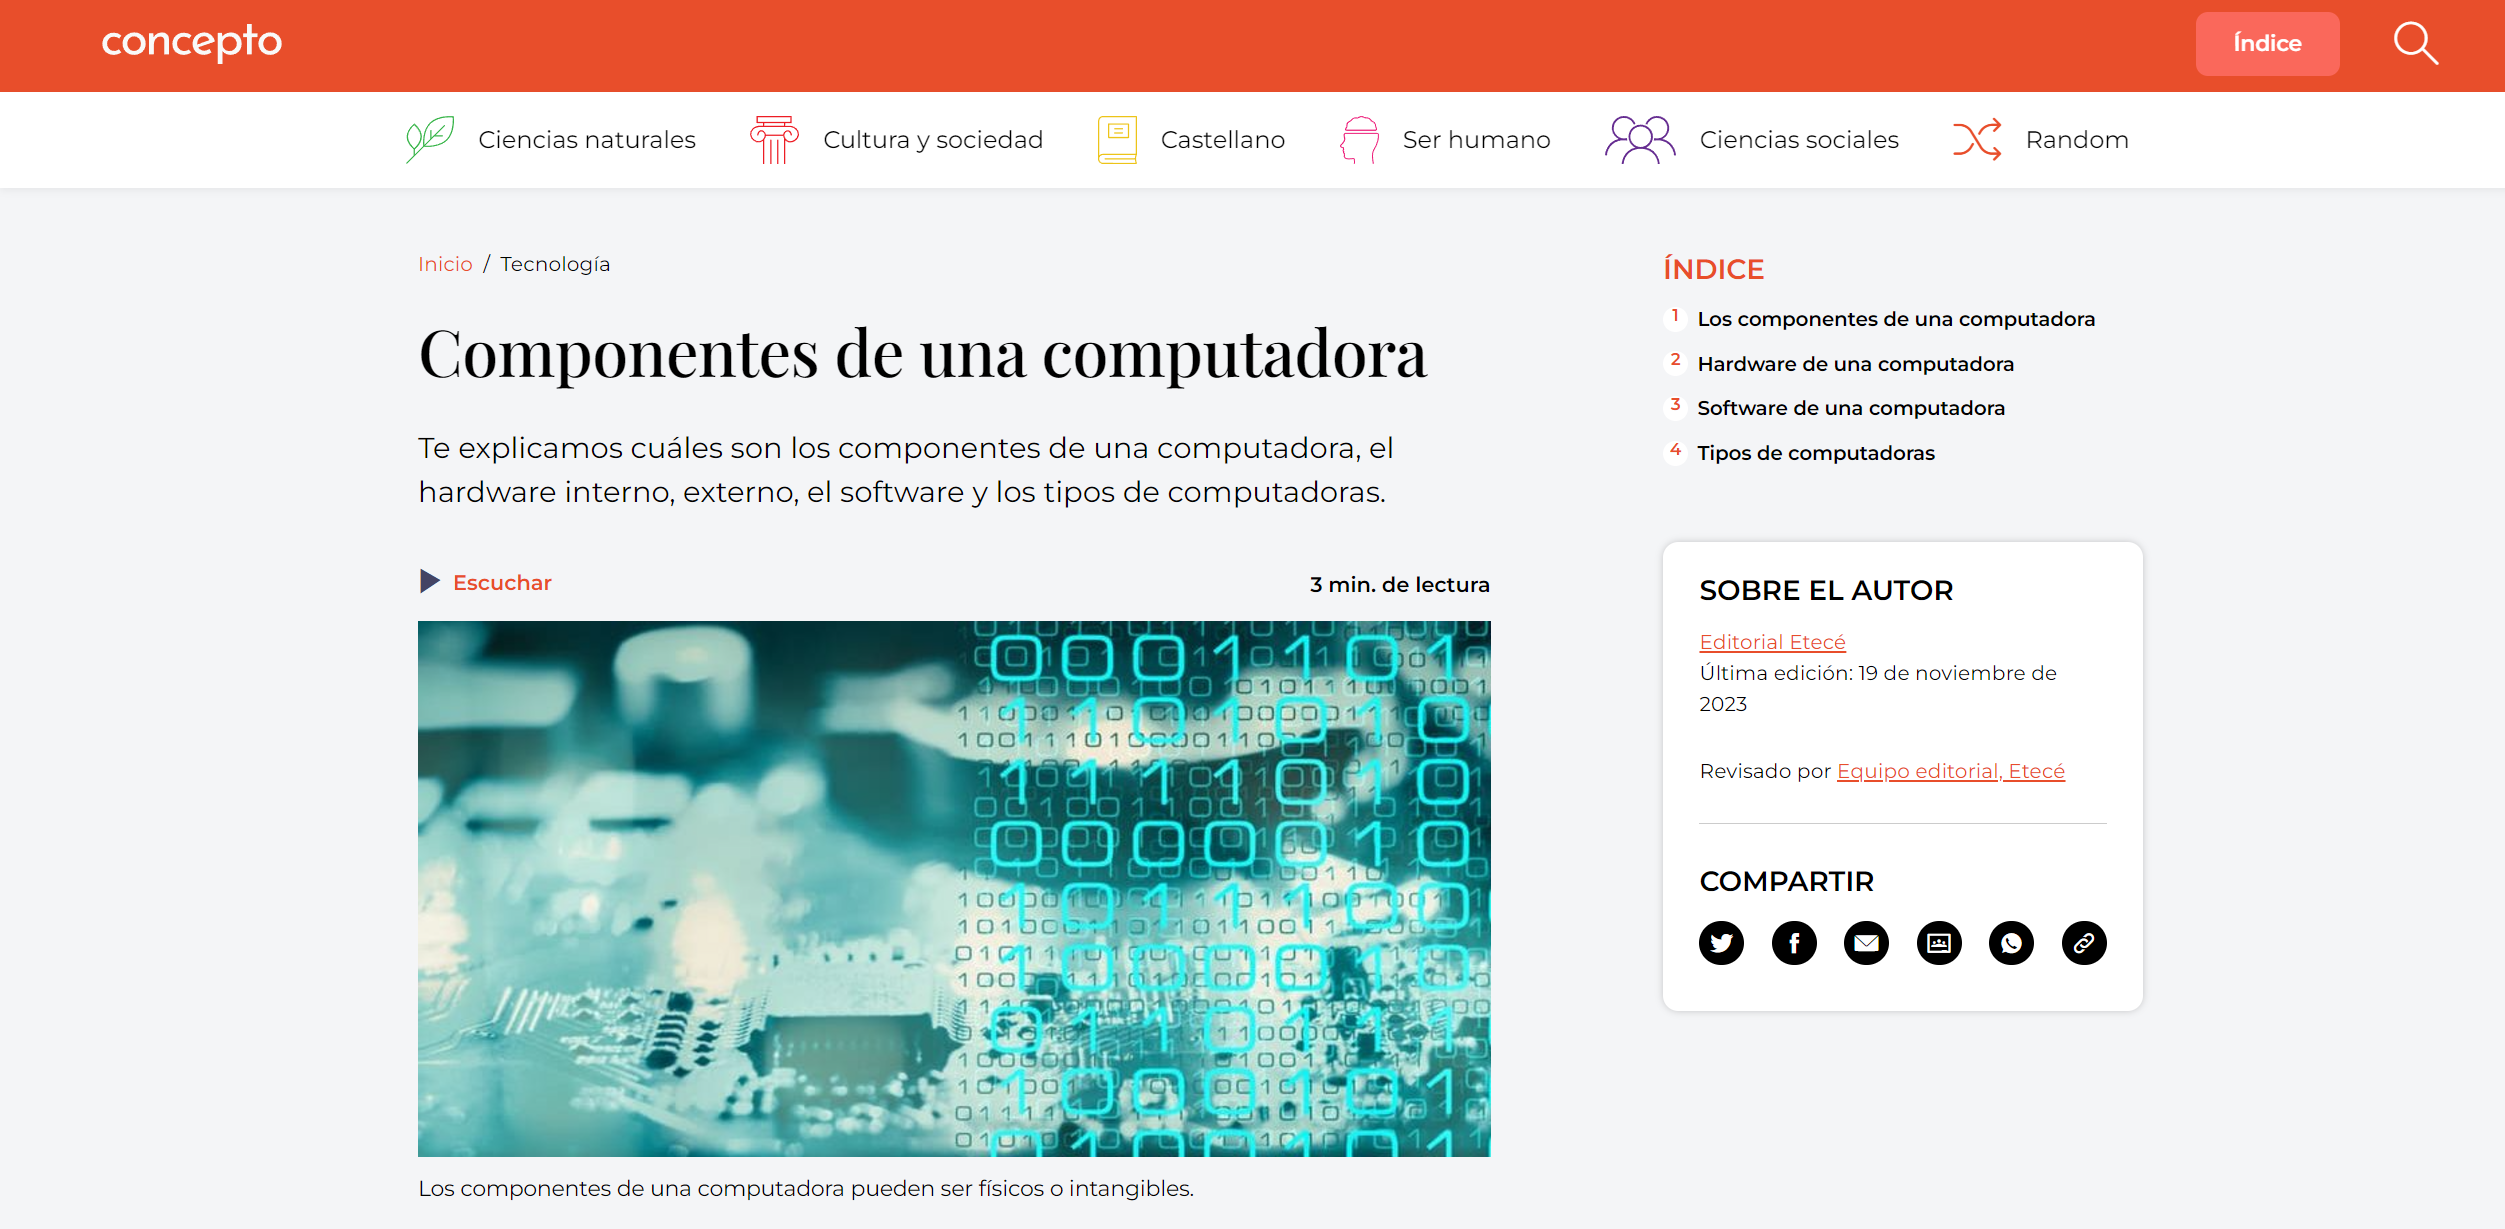 concepto
Índice
Ciencias naturales
Cultura y sociedad
Castellano
Ser humano
Ciencias sociales
Random
Inicio / Tecnología
Componentes de una computadora
Te explicamos cuáles son los componentes de una computadora, el
hardware interno, externo, el software y los tipos de computadoras.
Escuchar
3 min. de lectura
Los componentes de una computadora pueden ser físicos o intangibles.
ÍNDICE
1 Los componentes de una computadora
2 Hardware de una computadora
3 Software de una computadora
4 Tipos de computadoras
SOBRE EL AUTOR
Editorial Etecé
Última edición: 19 de noviembre de
2023
Revisado por Equipo editorial, Etecé
COMPARTIR